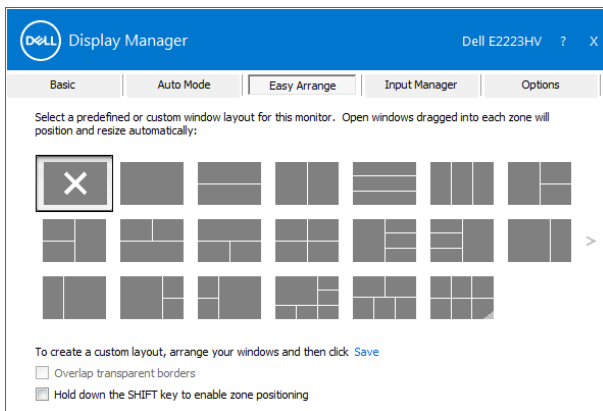 DELL Display Manager Dell E2223HV ? X
Basic Auto Mode Easy Arrange Input Manager Options
Select a predefined or custom window layout for this monitor. Open windows dragged into each zone will
position and resize automatically:
>
To create a custom layout, arrange your windows and then click Save
Overlap transparent borders
Hold down the SHIFT key to enable zone positioning